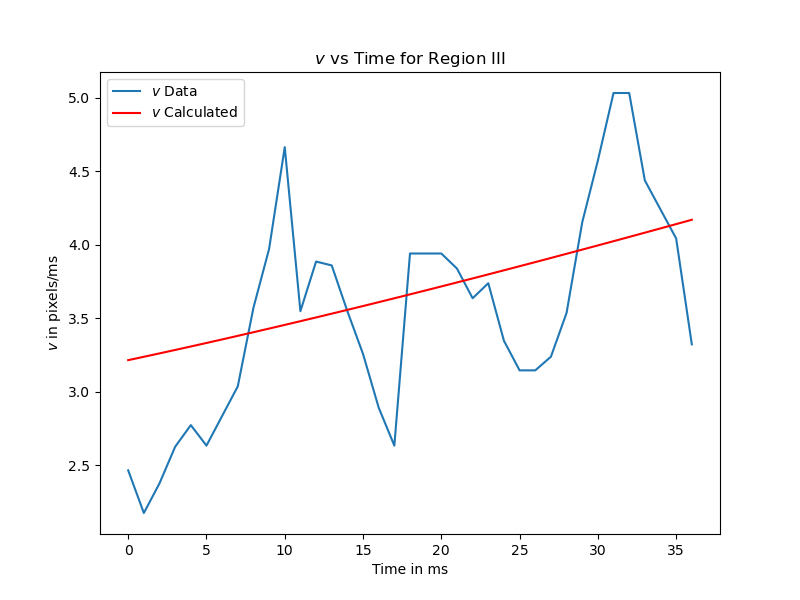 v vs Time for Region III
v Data
v Calculated
5.0
4.5
4.0
3.5
3.0
2.5
v in pixels/ms
0 5 10 15 20 25 30 35
Time in ms